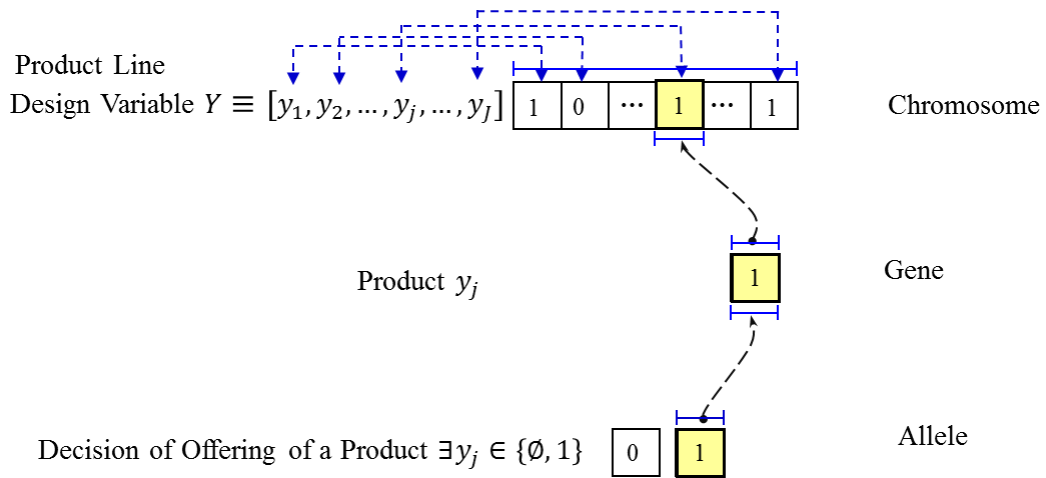 Product Line
Design Variable 𝑌 ≡ [𝑦₁, 𝑦₂, …, 𝑦ⱼ, …, 𝑦_J] 1 0 ··· 1 ··· 1 Chromosome
Product 𝑦ⱼ 1 Gene
Decision of Offering of a Product ∃ 𝑦ⱼ ∈ {∅, 1} 0 1 Allele